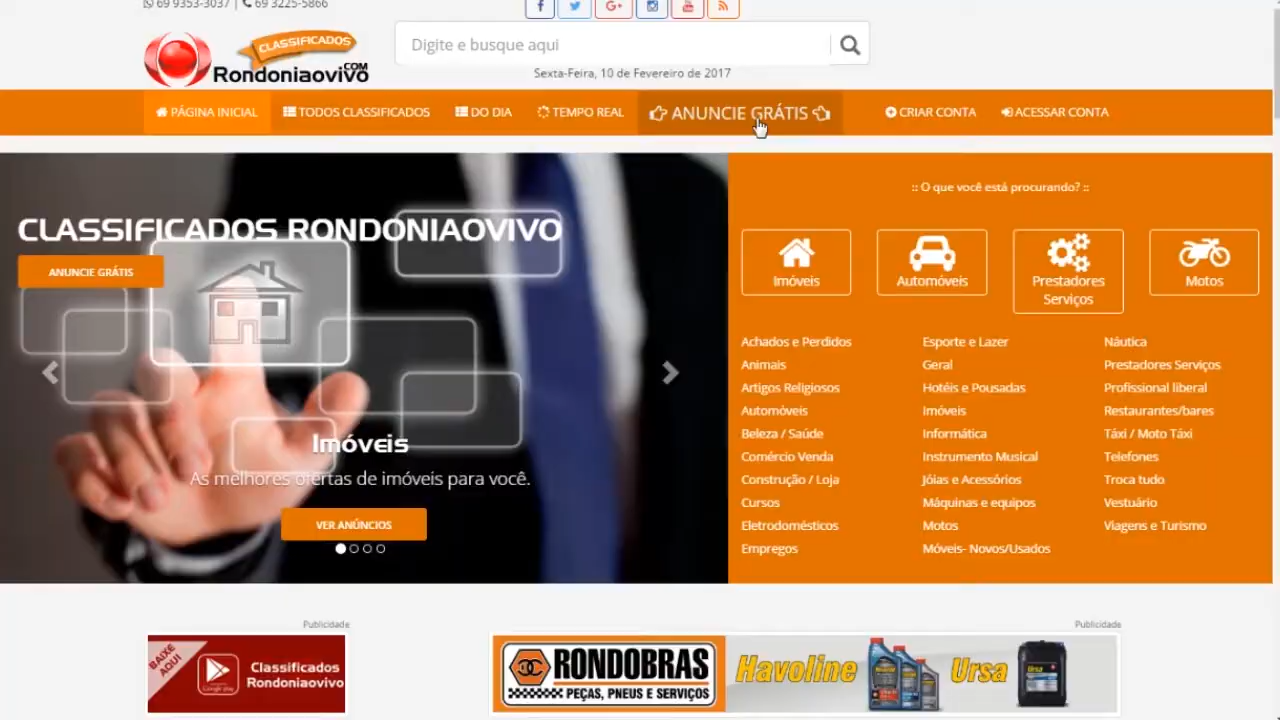 69 9353-3037 | 69 3225-5866
CLASSIFICADOS
Rondoniaovivo.COM
Digite e busque aqui
Sexta-Feira, 10 de Fevereiro de 2017
PÁGINA INICIAL
TODOS CLASSIFICADOS
DO DIA
TEMPO REAL
ANUNCIE GRÁTIS
CRIAR CONTA
ACESSAR CONTA
CLASSIFICADOS RONDONIAOVIVO
ANUNCIE GRÁTIS
Imóveis
As melhores ofertas de imóveis para você.
VER ANÚNCIOS
:: O que você está procurando? ::
Imóveis
Automóveis
Prestadores
Serviços
Motos
Achados e Perdidos
Animais
Artigos Religiosos
Automóveis
Beleza / Saúde
Comércio Venda
Construção / Loja
Cursos
Eletrodomésticos
Empregos
Esporte e Lazer
Geral
Hotéis e Pousadas
Imóveis
Informática
Instrumento Musical
Jóias e Acessórios
Máquinas e equipos
Motos
Móveis- Novos/Usados
Náutica
Prestadores Serviços
Profissional liberal
Restaurantes/bares
Táxi / Moto Táxi
Telefones
Troca tudo
Vestuário
Viagens e Turismo
Publicidade
BAIXE
AQUI
Google play
Classificados
Rondoniaovivo
Publicidade
RONDOBRAS
PEÇAS, PNEUS E SERVIÇOS
Havoline
Ursa